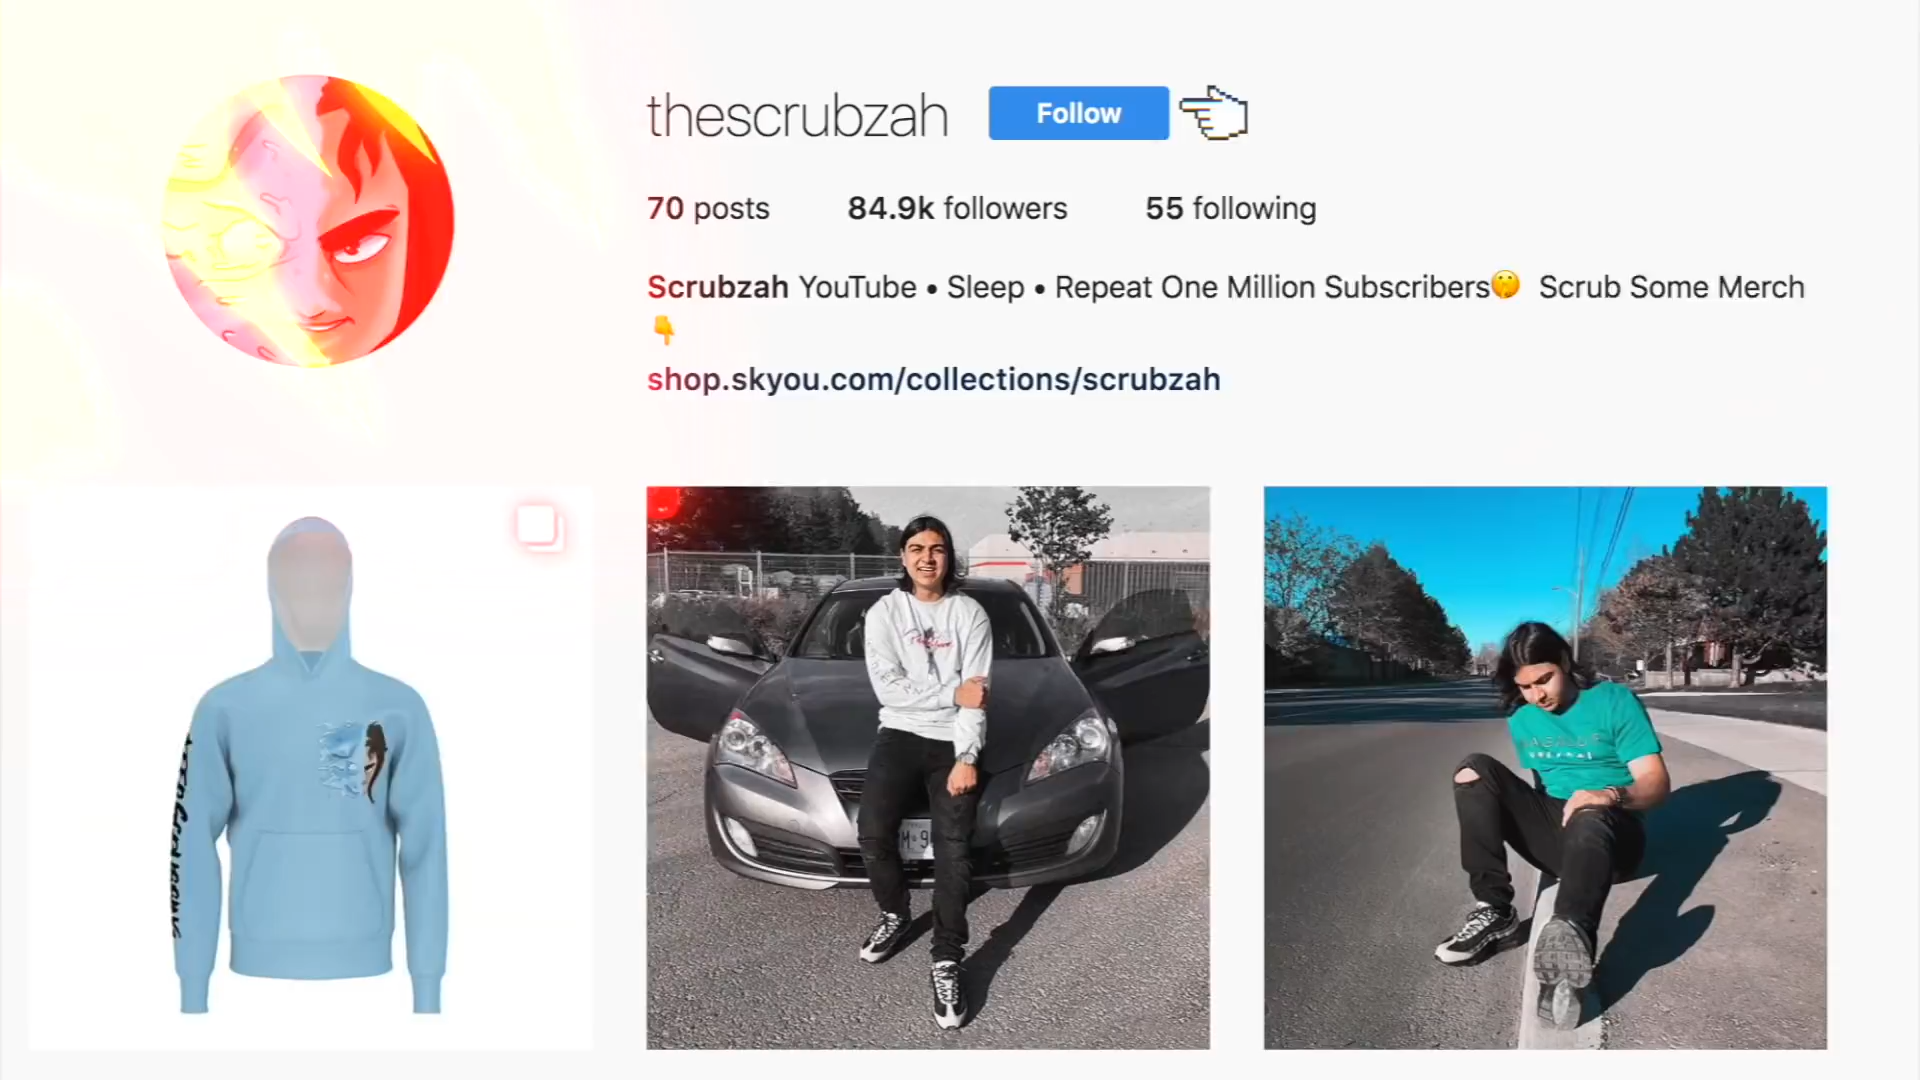 thescrubzah Follow
70 posts 84.9k followers 55 following
Scrubzah YouTube • Sleep • Repeat One Million Subscribers🤫 Scrub Some Merch
👇
shop.skyou.com/collections/scrubzah